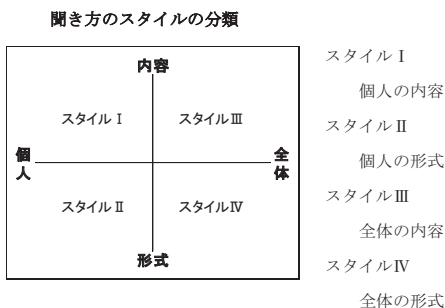 聞き方のスタイルの分類
内容
スタイルⅠ
スタイルⅢ
個人
全体
スタイルⅡ
スタイルⅣ
形式
スタイルⅠ
個人の内容
スタイルⅡ
個人の形式
スタイルⅢ
全体の内容
スタイルⅣ
全体の形式